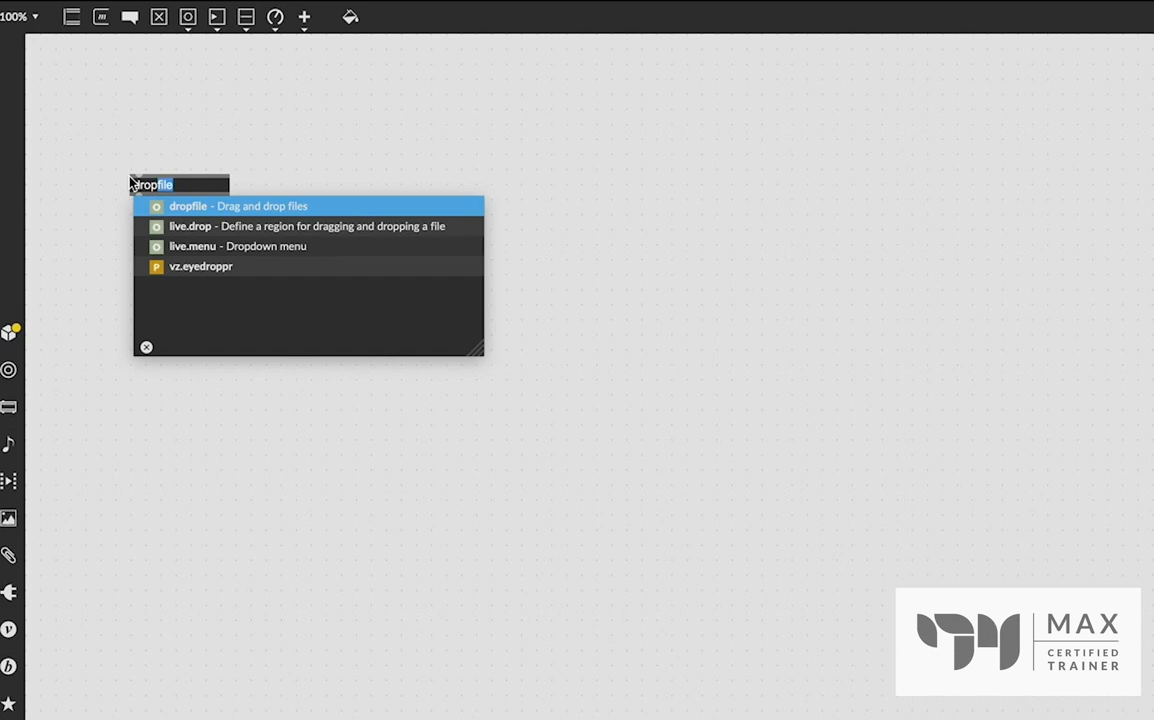 100%
dropfile
dropfile - Drag and drop files
live.drop - Define a region for dragging and dropping a file
live.menu - Dropdown menu
vz.eyedroppr
MAX
CERTIFIED
TRAINER